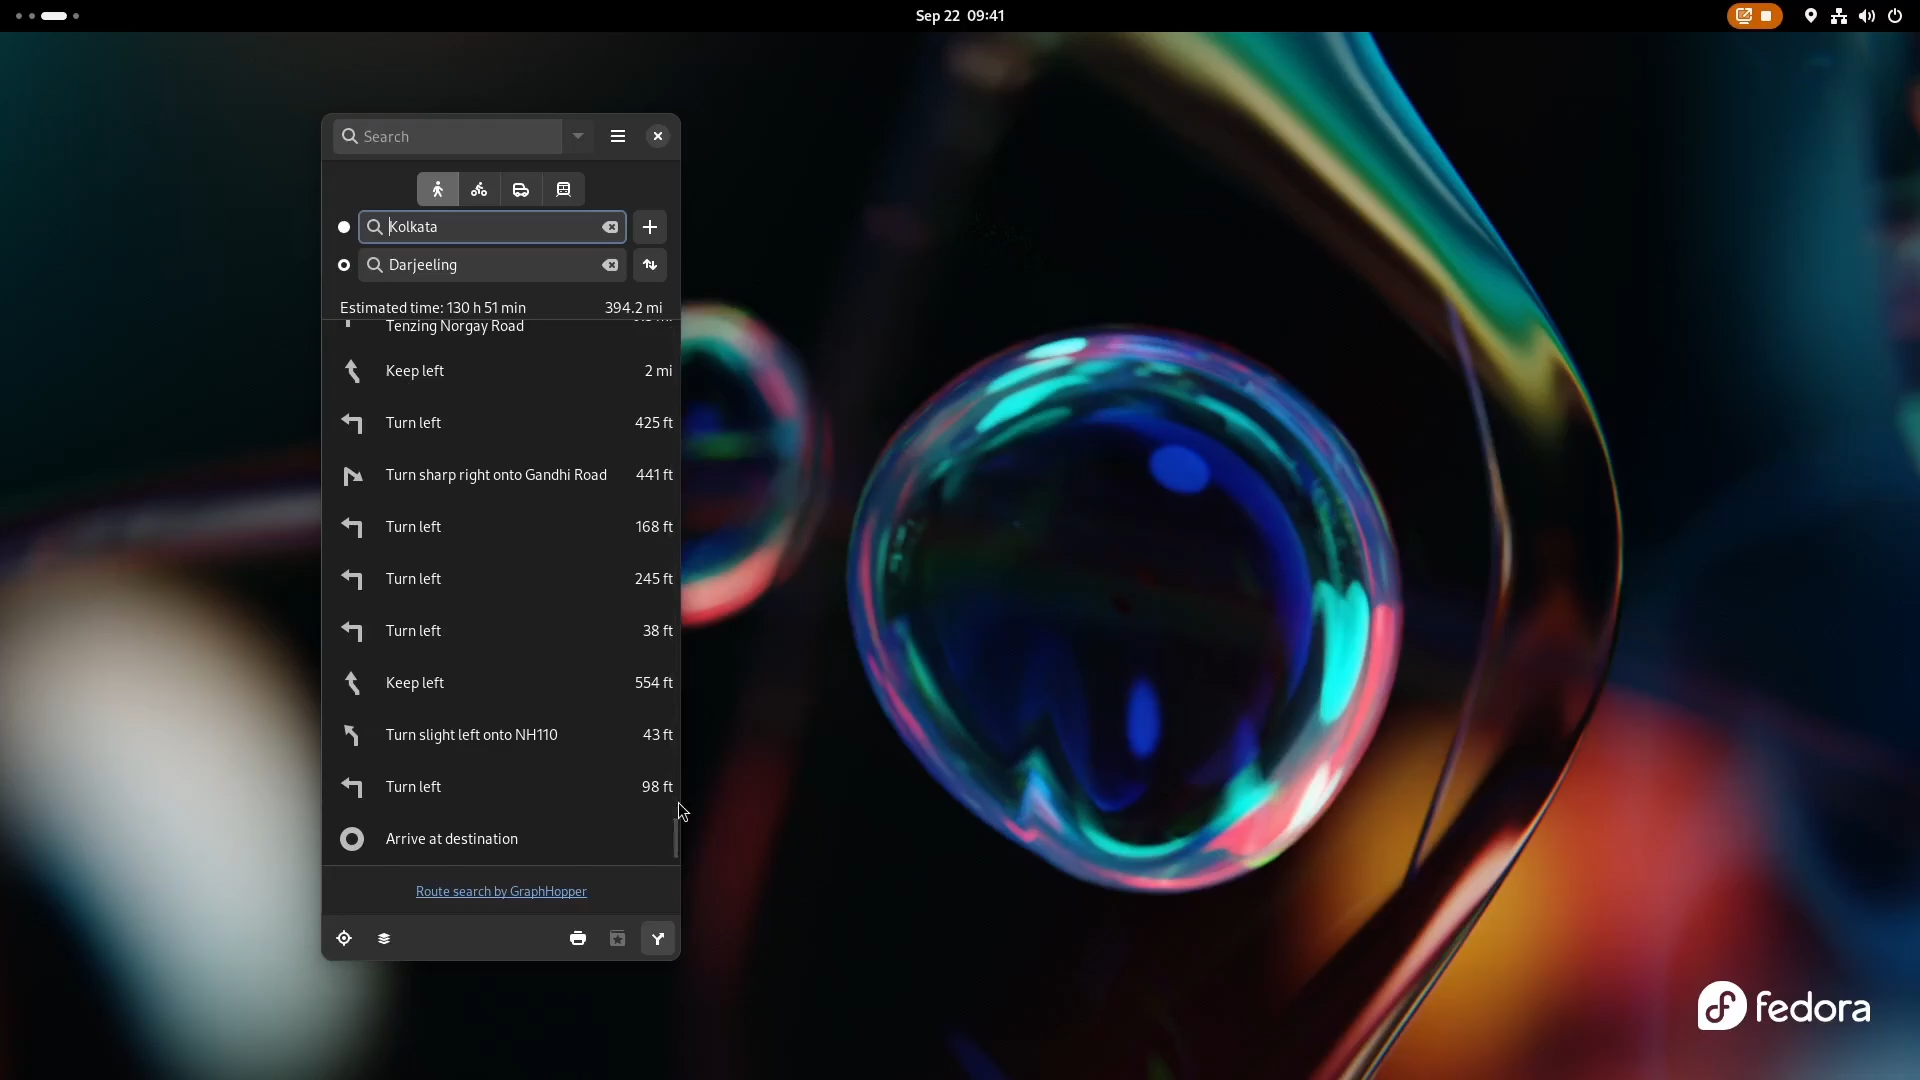 Sep 22 09:41
Search
Kolkata
Darjeeling
Estimated time: 130 h 51 min 394.2 mi
Tenzing Norgay Road
Keep left 2 mi
Turn left 425 ft
Turn sharp right onto Gandhi Road 441 ft
Turn left 168 ft
Turn left 245 ft
Turn left 38 ft
Keep left 554 ft
Turn slight left onto NH110 43 ft
Turn left 98 ft
Arrive at destination
Route search by GraphHopper
fedora